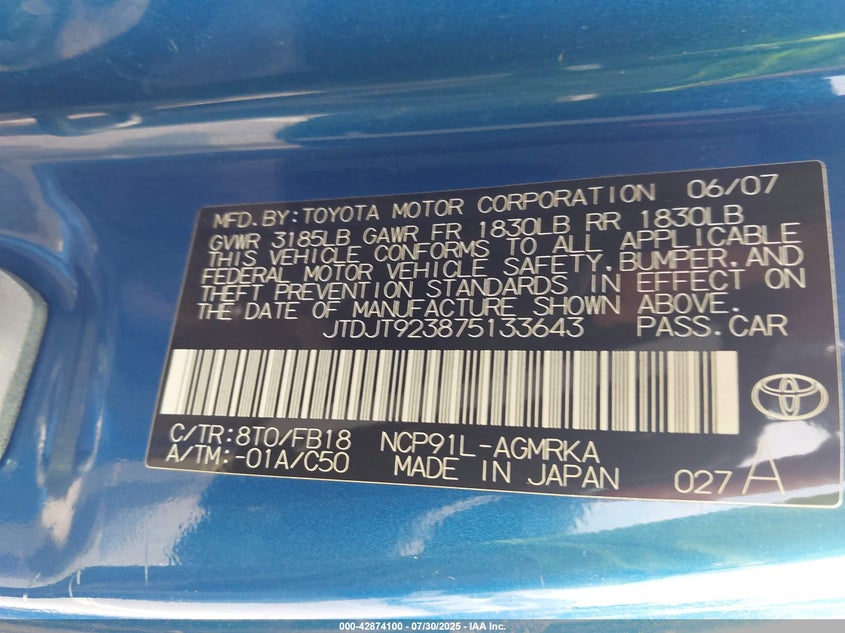 MFD.BY:TOYOTA MOTOR CORPORATION 06/07
GVWR 3185LB GAWR FR 1830LB RR 1830LB
THIS VEHICLE CONFORMS TO ALL APPLICABLE
FEDERAL MOTOR VEHICLE SAFETY,BUMPER,AND
THEFT PREVENTION STANDARDS IN EFFECT ON
THE DATE OF MANUFACTURE SHOWN ABOVE.
JTDJT923875133643 PASS.CAR
C/TR:8T0/FB18 NCP91L-AGMRKA
A/TM:-01A/C50 MADE IN JAPAN 027 A
000-42874100 - 07/30/2025 - IAA Inc.